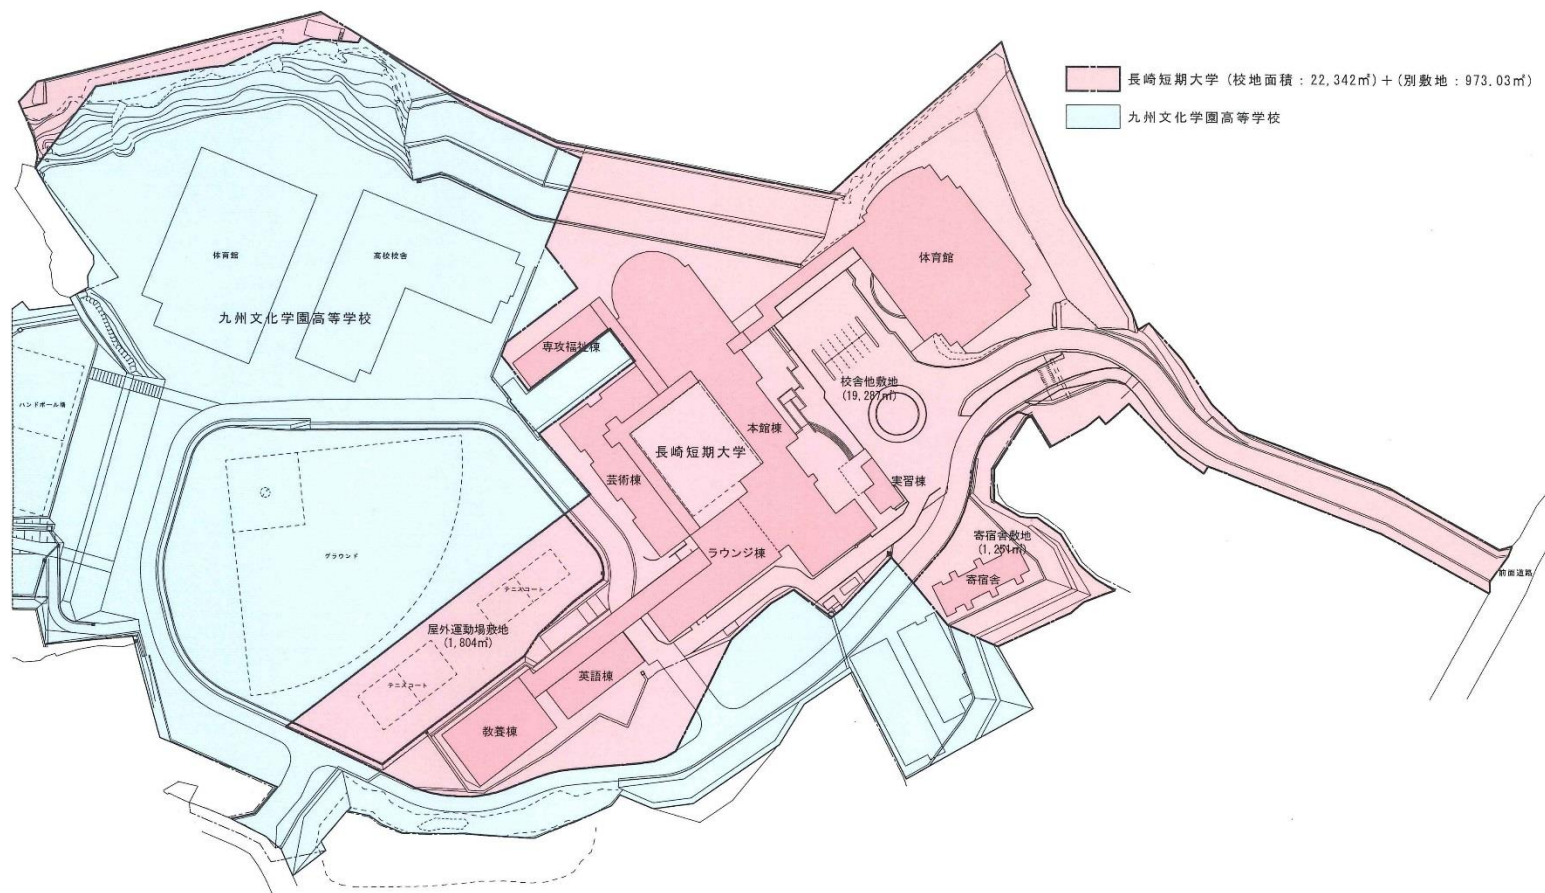 長崎短期大学 (校地面積 : 22,342㎡) + (別敷地 : 973.03㎡)
九州文化学園高等学校
体育館
高校校舎
九州文化学園高等学校
体育館
専攻福祉棟
校舎他敷地
(19,287㎡)
ハンドボール場
本館棟
長崎短期大学
芸術棟
実習棟
ラウンジ棟
グラウンド
寄宿舎敷地
(1,251㎡)
寄宿舎
前面道路
テニスコート
屋外運動場敷地
(1,804㎡)
テニスコート
英語棟
教養棟